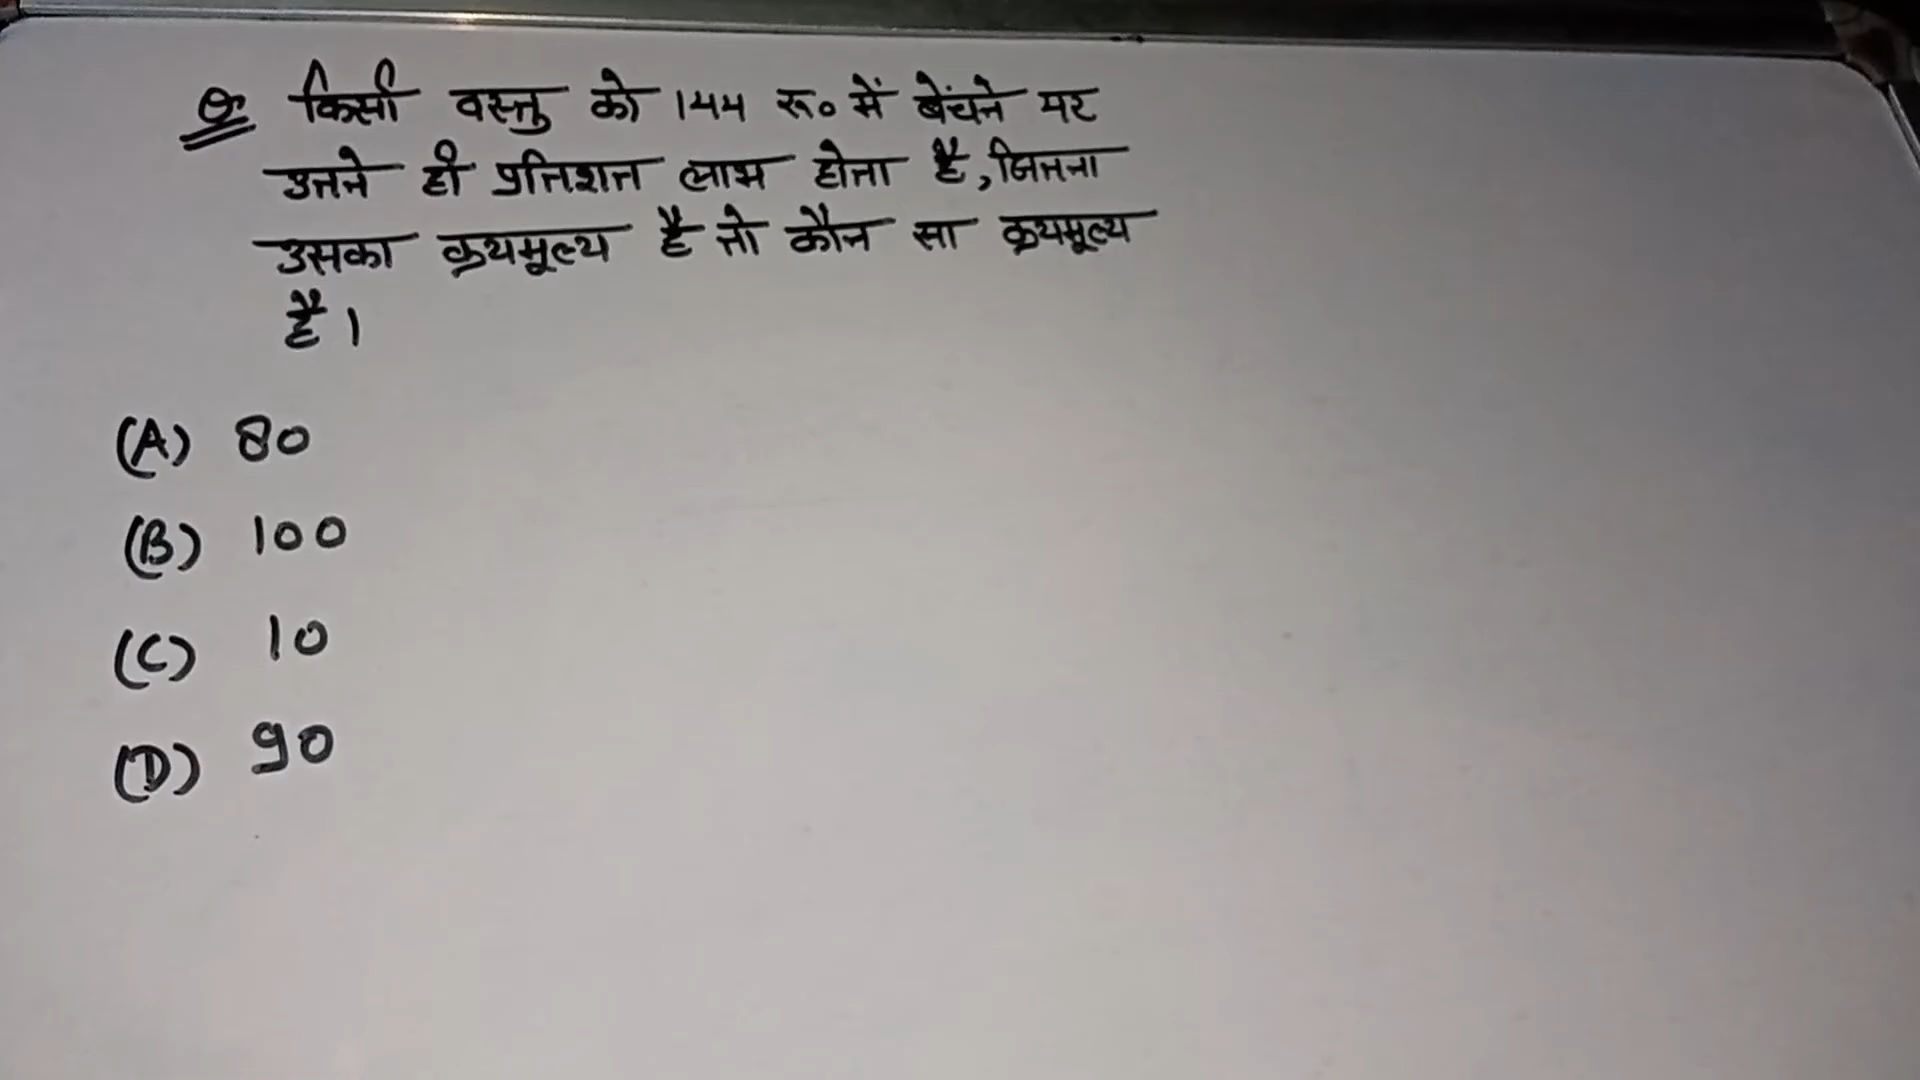 Q किसी वस्तु को 144 रू० में बेंचने पर
उतने ही प्रतिशत लाभ होता है, जितना
उसका क्रयमूल्य है तो कौन सा क्रयमूल्य
है।
(A) 80
(B) 100
(C) 10
(D) 90